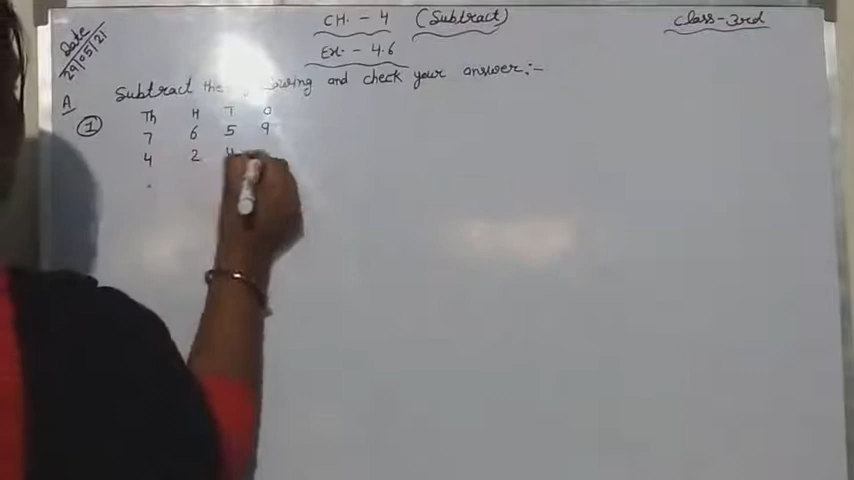 Date
29/05/21
CH. - 4 (Subtract)
Class-3rd
Ex. - 4.6
A Subtract the and check your answer:-
① Th H T O
7 6 5 9
4 2 4